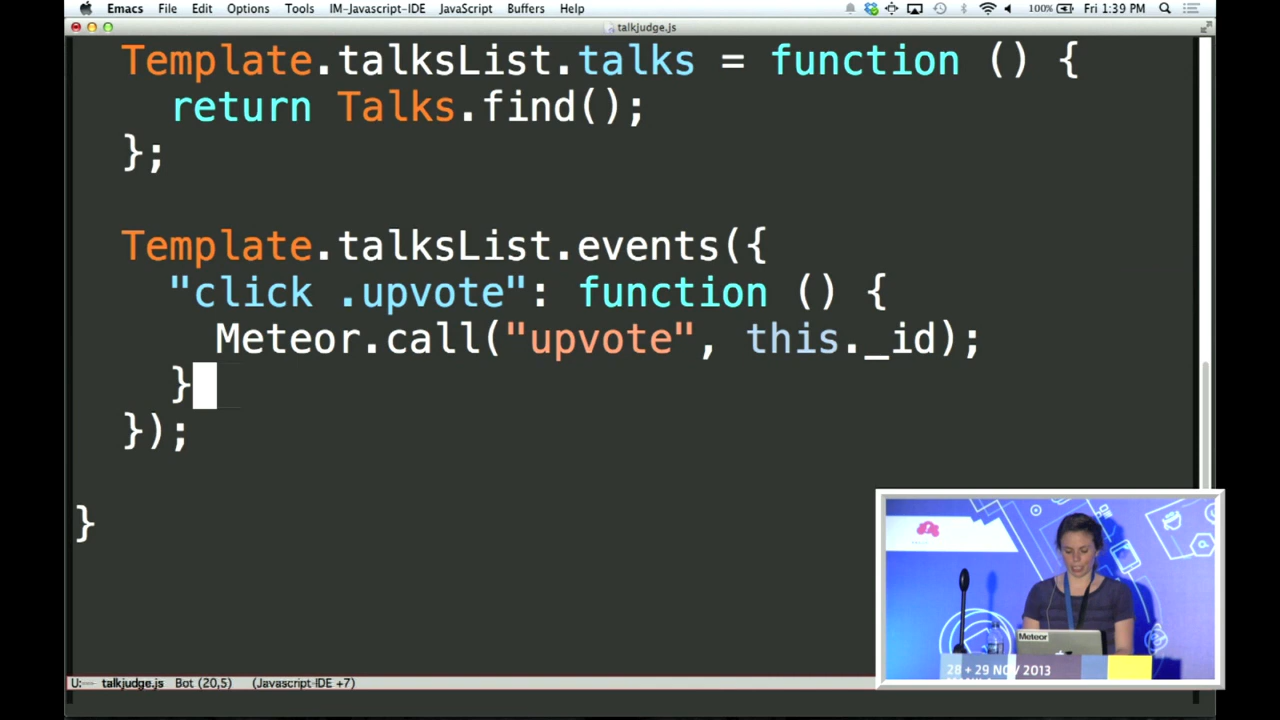 Emacs File Edit Options Tools IM-Javascript-IDE JavaScript Buffers Help 100% Fri 1:39 PM
talkjudge.js
Template.talksList.talks = function () {
return Talks.find();
};
Template.talksList.events({
"click .upvote": function () {
Meteor.call("upvote", this._id);
}
});
}
Meteor
28 + 29 NOV 2013
U:--- talkjudge.js Bot (20,5) (Javascript-IDE +7)